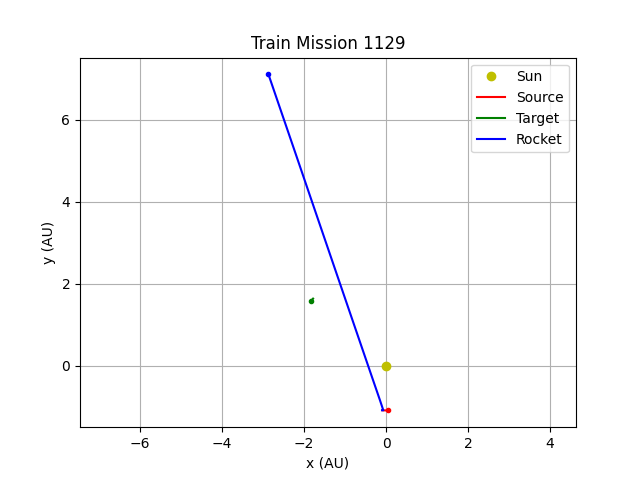 Train Mission 1129
Sun
Source
Target
Rocket
6
4
2
0
y (AU)
−6
−4
−2
0
2
4
x (AU)